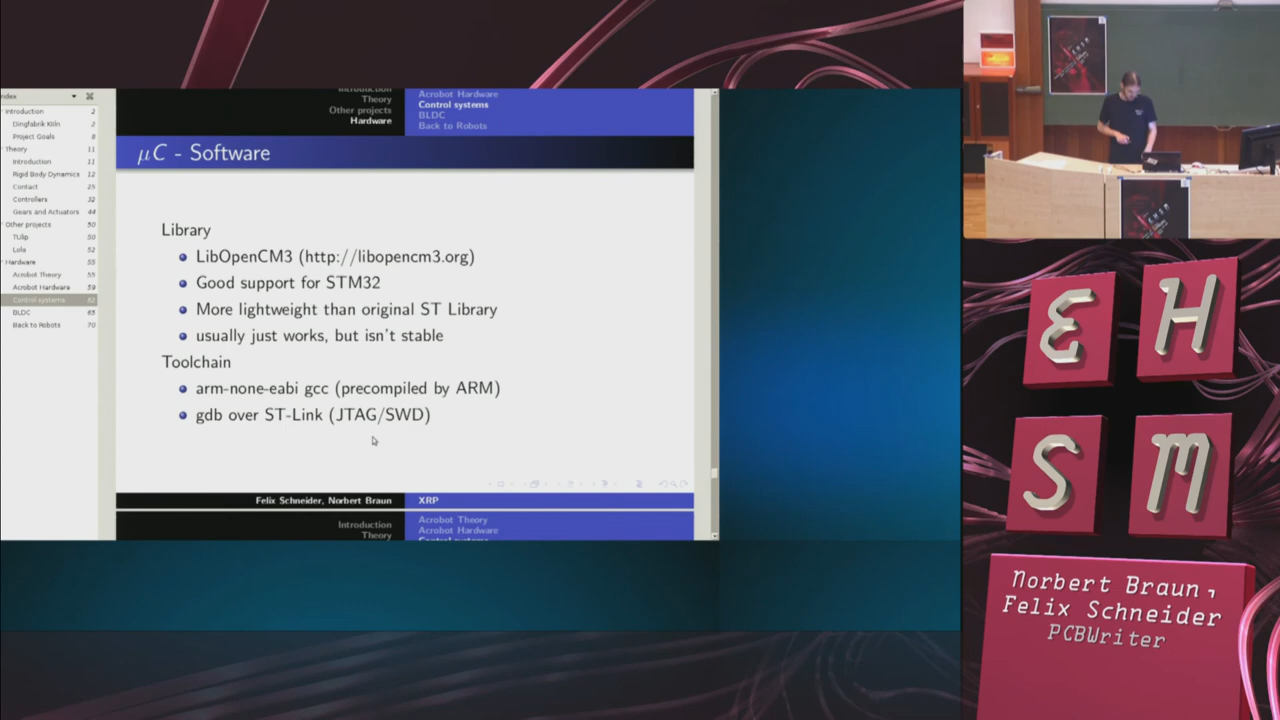 Index
Introduction 2
Dingfabrik Köln 2
Project Goals 8
Theory 11
Introduction 11
Rigid Body Dynamics 12
Contact 25
Controllers 32
Gears and Actuators 44
Other projects 50
TUlip 50
Lola 52
Hardware 55
Acrobot Theory 55
Acrobot Hardware 59
Control systems 62
BLDC 65
Back to Robots 70
Introduction
Theory
Other projects
Hardware
Acrobot Hardware
Control systems
BLDC
Back to Robots
μC - Software
Library
LibOpenCM3 (http://libopencm3.org)
Good support for STM32
More lightweight than original ST Library
usually just works, but isn't stable
Toolchain
arm-none-eabi gcc (precompiled by ARM)
gdb over ST-Link (JTAG/SWD)
Felix Schneider, Norbert Braun XRP
Introduction
Theory
Acrobot Theory
Acrobot Hardware
Control systems
EH
SM
Norbert Braun,
Felix Schneider
PCBWriter